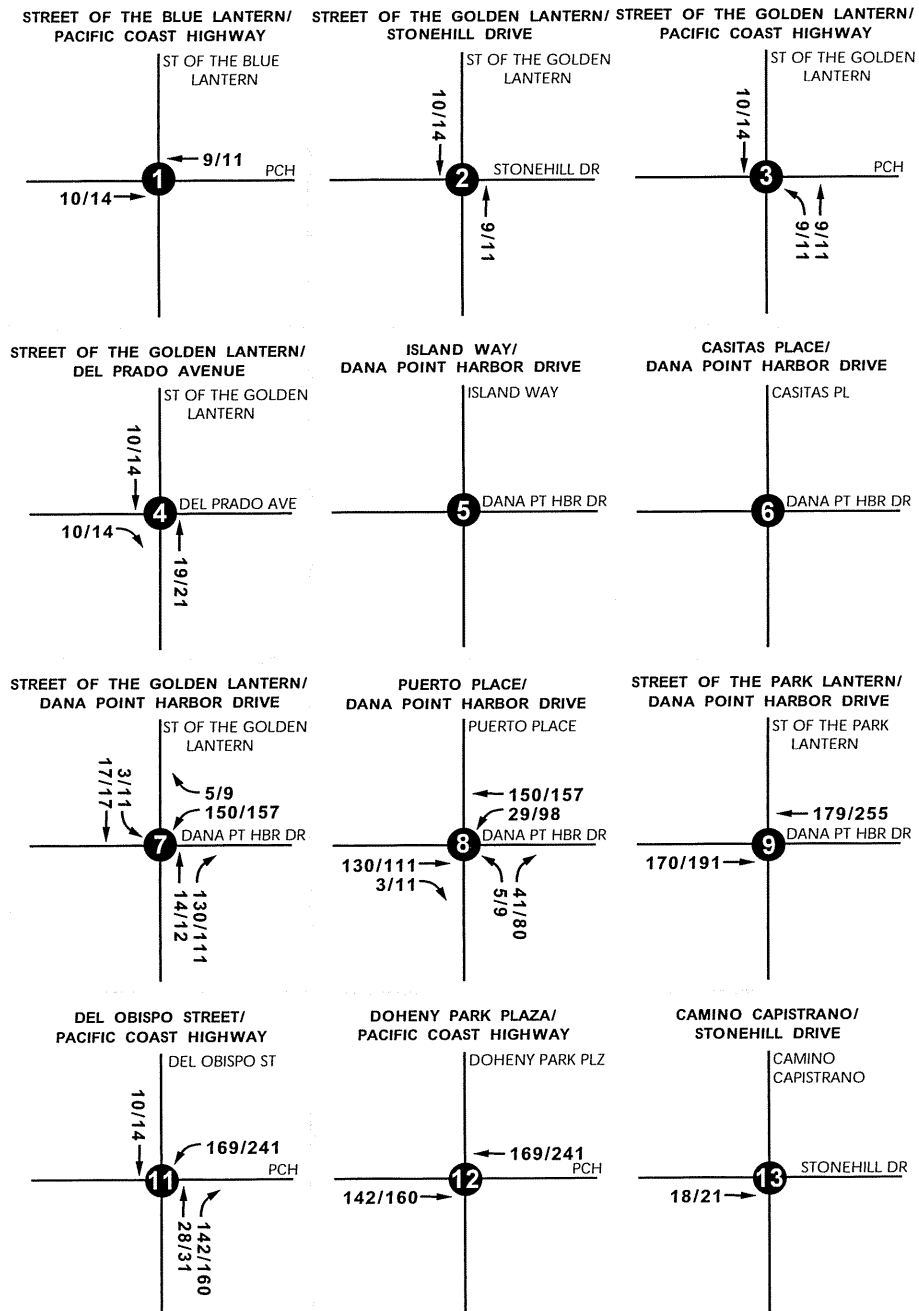 STREET OF THE BLUE LANTERN/
PACIFIC COAST HIGHWAY
ST OF THE BLUE
LANTERN
9/11
PCH
1
10/14
STREET OF THE GOLDEN LANTERN/
STONEHILL DRIVE
ST OF THE GOLDEN
LANTERN
10/14
STONEHILL DR
2
9/11
STREET OF THE GOLDEN LANTERN/
PACIFIC COAST HIGHWAY
ST OF THE GOLDEN
LANTERN
10/14
PCH
3
9/11
9/11
STREET OF THE GOLDEN LANTERN/
DEL PRADO AVENUE
ST OF THE GOLDEN
LANTERN
10/14
DEL PRADO AVE
4
10/14
19/21
ISLAND WAY/
DANA POINT HARBOR DRIVE
ISLAND WAY
DANA PT HBR DR
5
CASITAS PLACE/
DANA POINT HARBOR DRIVE
CASITAS PL
DANA PT HBR DR
6
STREET OF THE GOLDEN LANTERN/
DANA POINT HARBOR DRIVE
ST OF THE GOLDEN
LANTERN
17/17
3/11
5/9
150/157
DANA PT HBR DR
7
14/12
130/111
PUERTO PLACE/
DANA POINT HARBOR DRIVE
PUERTO PLACE
150/157
29/98
DANA PT HBR DR
8
130/111
3/11
5/9
41/80
STREET OF THE PARK LANTERN/
DANA POINT HARBOR DRIVE
ST OF THE PARK
LANTERN
179/255
DANA PT HBR DR
9
170/191
DEL OBISPO STREET/
PACIFIC COAST HIGHWAY
DEL OBISPO ST
10/14
169/241
PCH
11
28/31
142/160
DOHENY PARK PLAZA/
PACIFIC COAST HIGHWAY
DOHENY PARK PLZ
169/241
PCH
12
142/160
CAMINO CAPISTRANO/
STONEHILL DRIVE
CAMINO
CAPISTRANO
STONEHILL DR
13
18/21